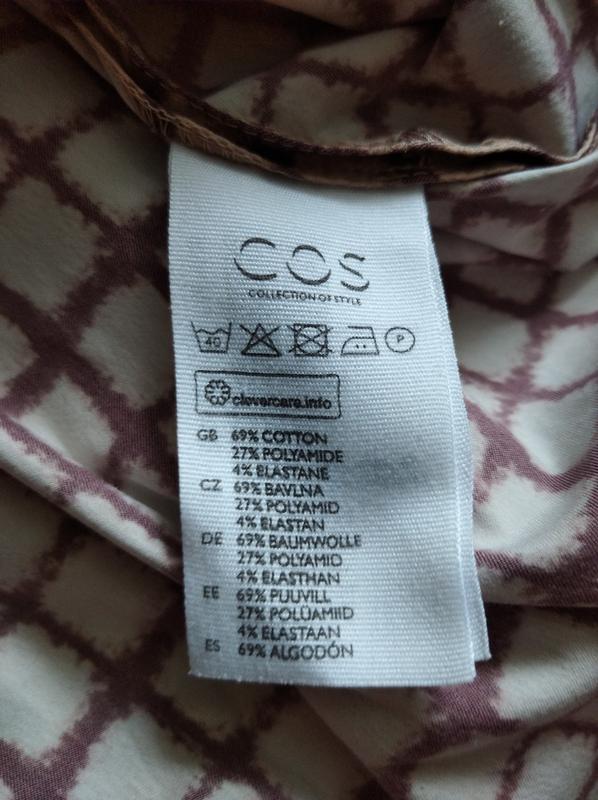 COS
COLLECTION OF STYLE
40 P
clevercare.info
GB 69% COTTON
27% POLYAMIDE
4% ELASTANE
CZ 69% BAVLNA
27% POLYAMID
4% ELASTAN
DE 69% BAUMWOLLE
27% POLYAMID
4% ELASTHAN
EE 69% PUUVILL
27% POLÜAMIID
4% ELASTAAN
ES 69% ALGODÓN